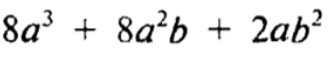 8a³ + 8a²b + 2ab²